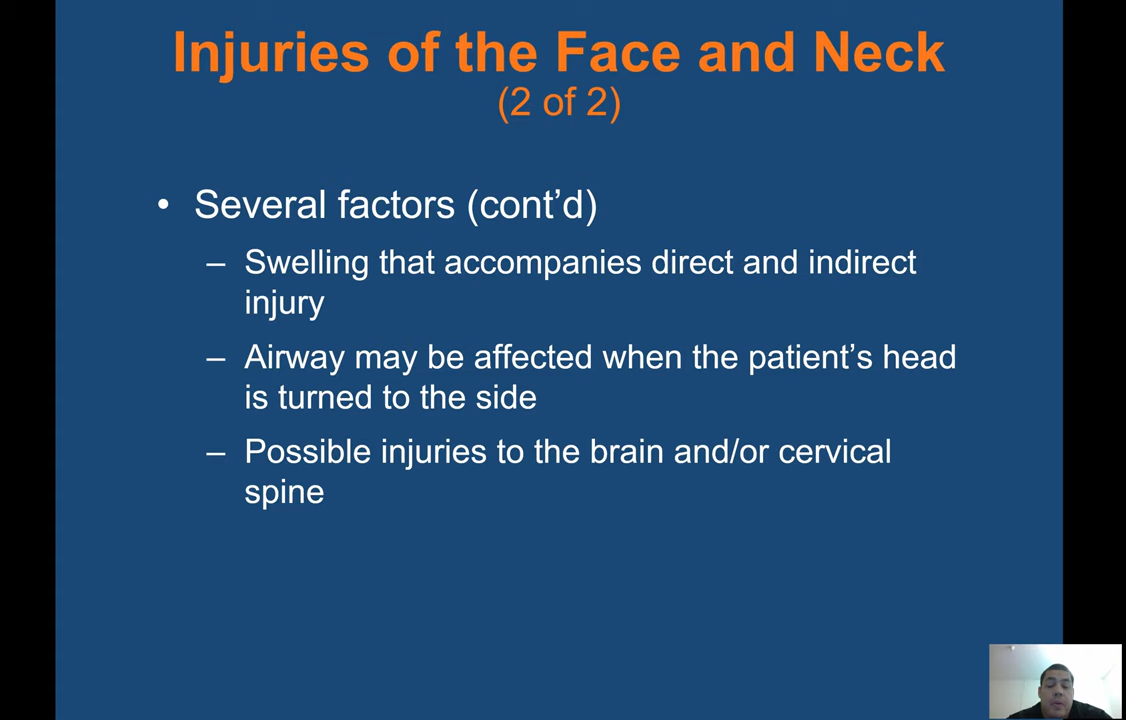 Injuries of the Face and Neck
(2 of 2)
• Several factors (cont’d)
– Swelling that accompanies direct and indirect
injury
– Airway may be affected when the patient’s head
is turned to the side
– Possible injuries to the brain and/or cervical
spine